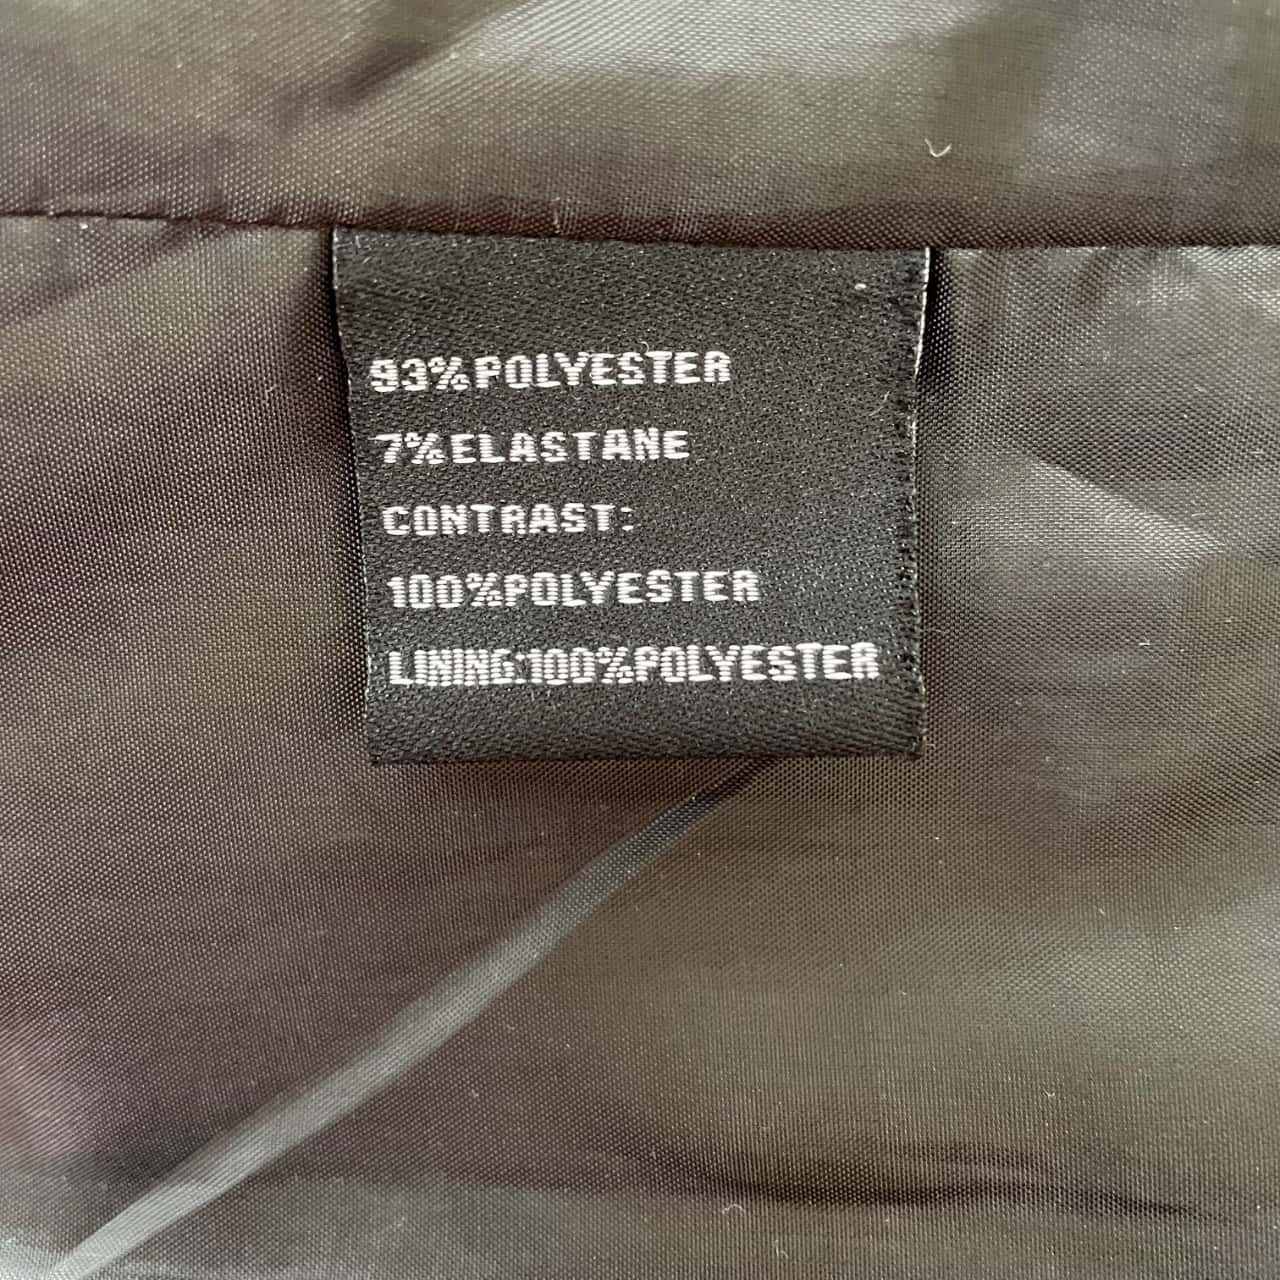 93%POLYESTER
7%ELASTANE
CONTRAST:
100%POLYESTER
LINING:100%POLYESTER